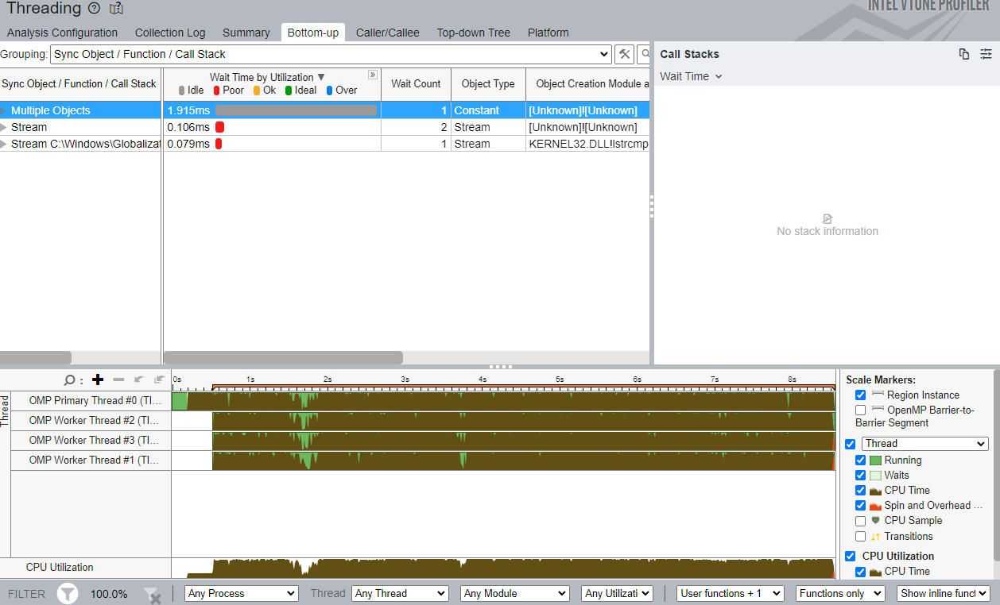 Threading
INTEL VTUNE PROFILER
Analysis Configuration Collection Log Summary Bottom-up Caller/Callee Top-down Tree Platform
Grouping: Sync Object / Function / Call Stack
Call Stacks
Wait Time
Sync Object / Function / Call Stack
Wait Time by Utilization ▼
Idle Poor Ok Ideal Over
Wait Count
Object Type
Object Creation Module a
Multiple Objects 1.915ms 1 Constant [Unknown]![Unknown]
Stream 0.106ms 2 Stream [Unknown]![Unknown]
Stream C:\Windows\Globalizat 0.079ms 1 Stream KERNEL32.DLL!lstrcmp
No stack information
0s 1s 2s 3s 4s 5s 6s 7s 8s
Thread
OMP Primary Thread #0 (TI...
OMP Worker Thread #2 (TI...
OMP Worker Thread #3 (TI...
OMP Worker Thread #1 (TI...
CPU Utilization
Scale Markers:
Region Instance
OpenMP Barrier-to-
Barrier Segment
Thread
Running
Waits
CPU Time
Spin and Overhead ...
CPU Sample
Transitions
CPU Utilization
CPU Time
FILTER 100.0% Any Process Thread Any Thread Any Module Any Utilizati User functions + 1 Functions only Show inline funct